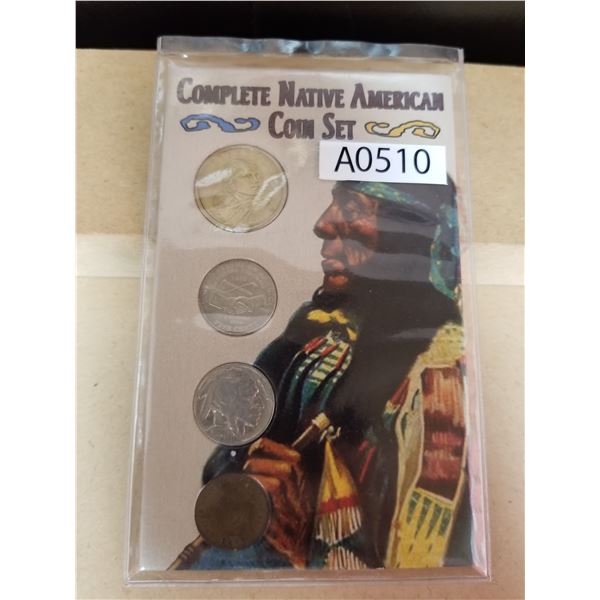 COMPLETE NATIVE AMERICAN
COIN SET
A0510